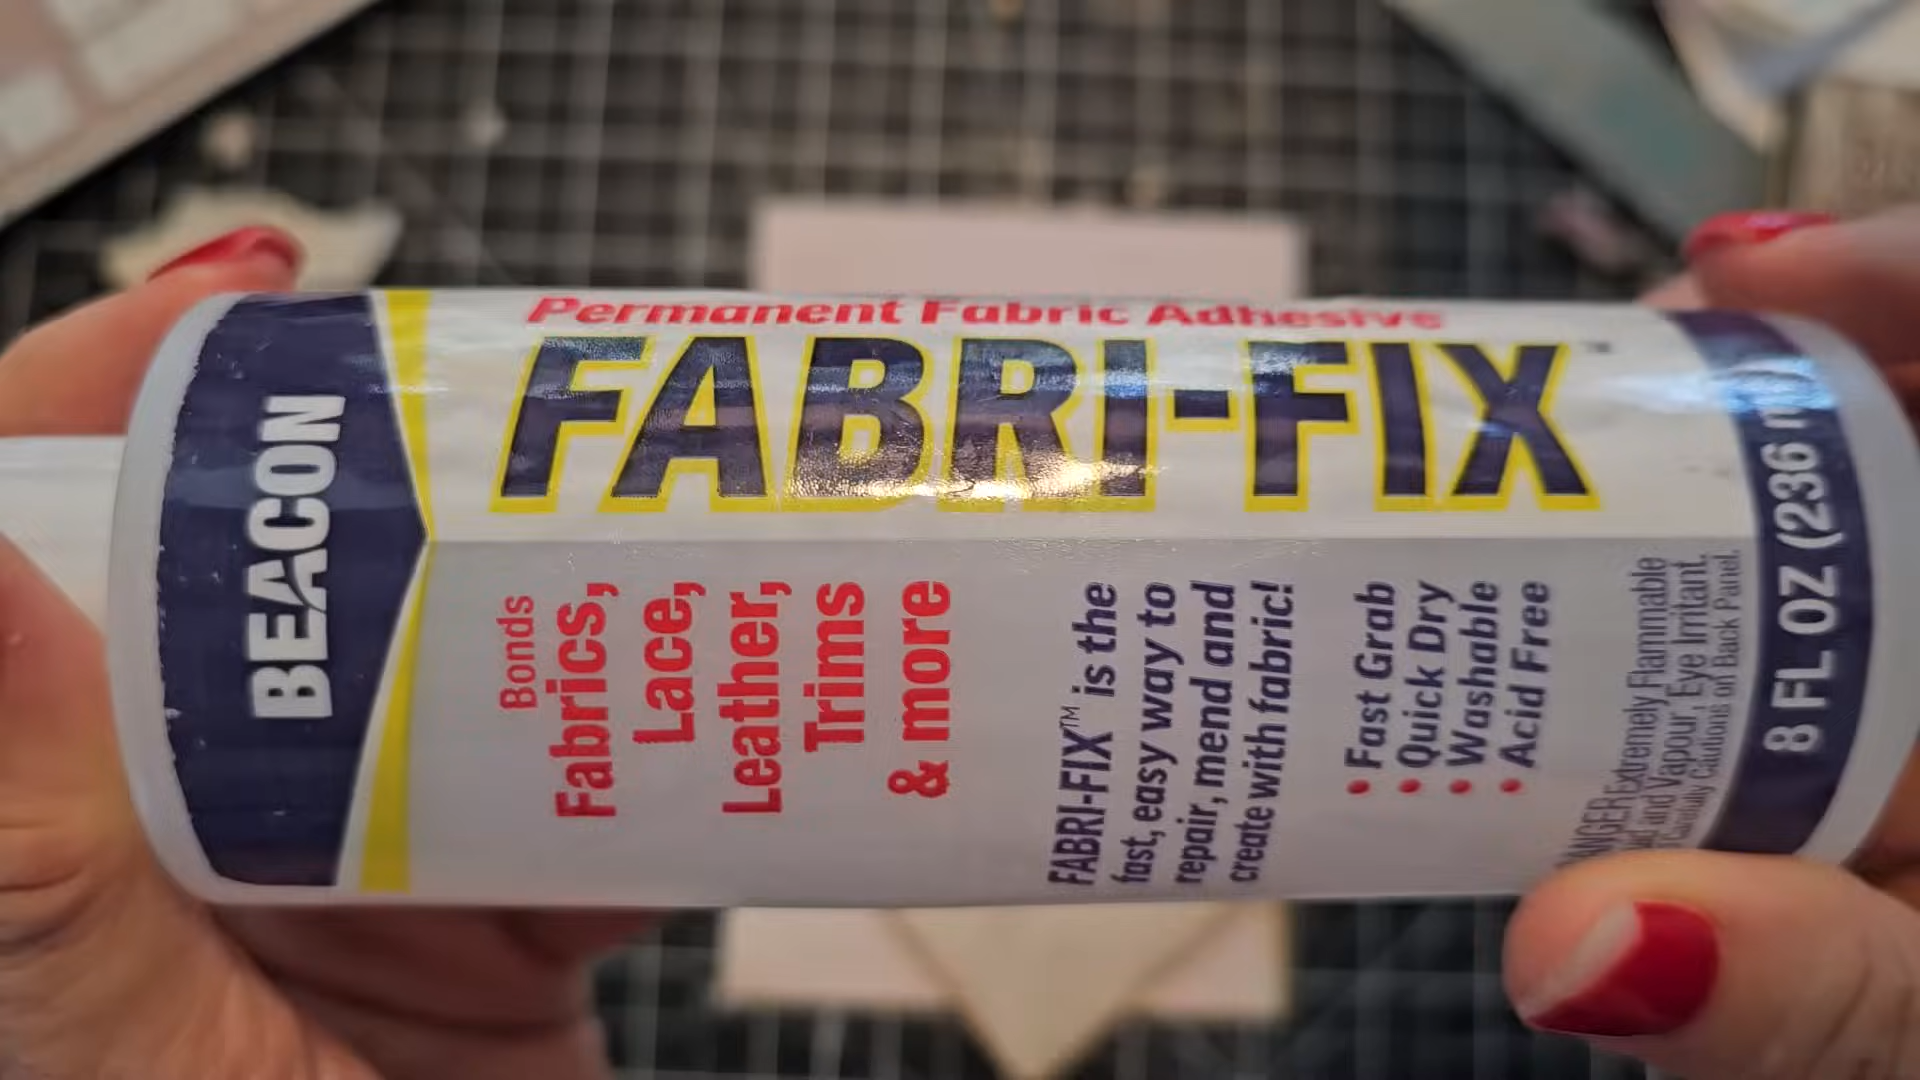 BEACON
Permanent Fabric Adhesive
FABRI-FIX™
Bonds
Fabrics,
Lace,
Leather,
Trims
& more
FABRI-FIX™ is the
fast, easy way to
repair, mend and
create with fabric!
• Fast Grab
• Quick Dry
• Washable
• Acid Free
Extremely Flammable
and Vapour, Eye Irritant.
Carefully Cautions on Back Panel.
8 FL OZ (236